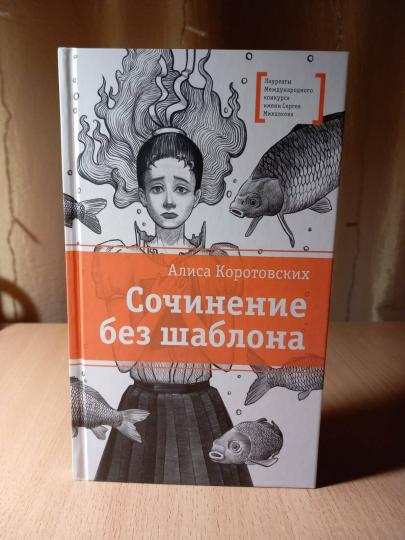 Лауреаты
Международного
конкурса
имени Сергея
Михалкова
Алиса Коротовских
Сочинение
без шаблона